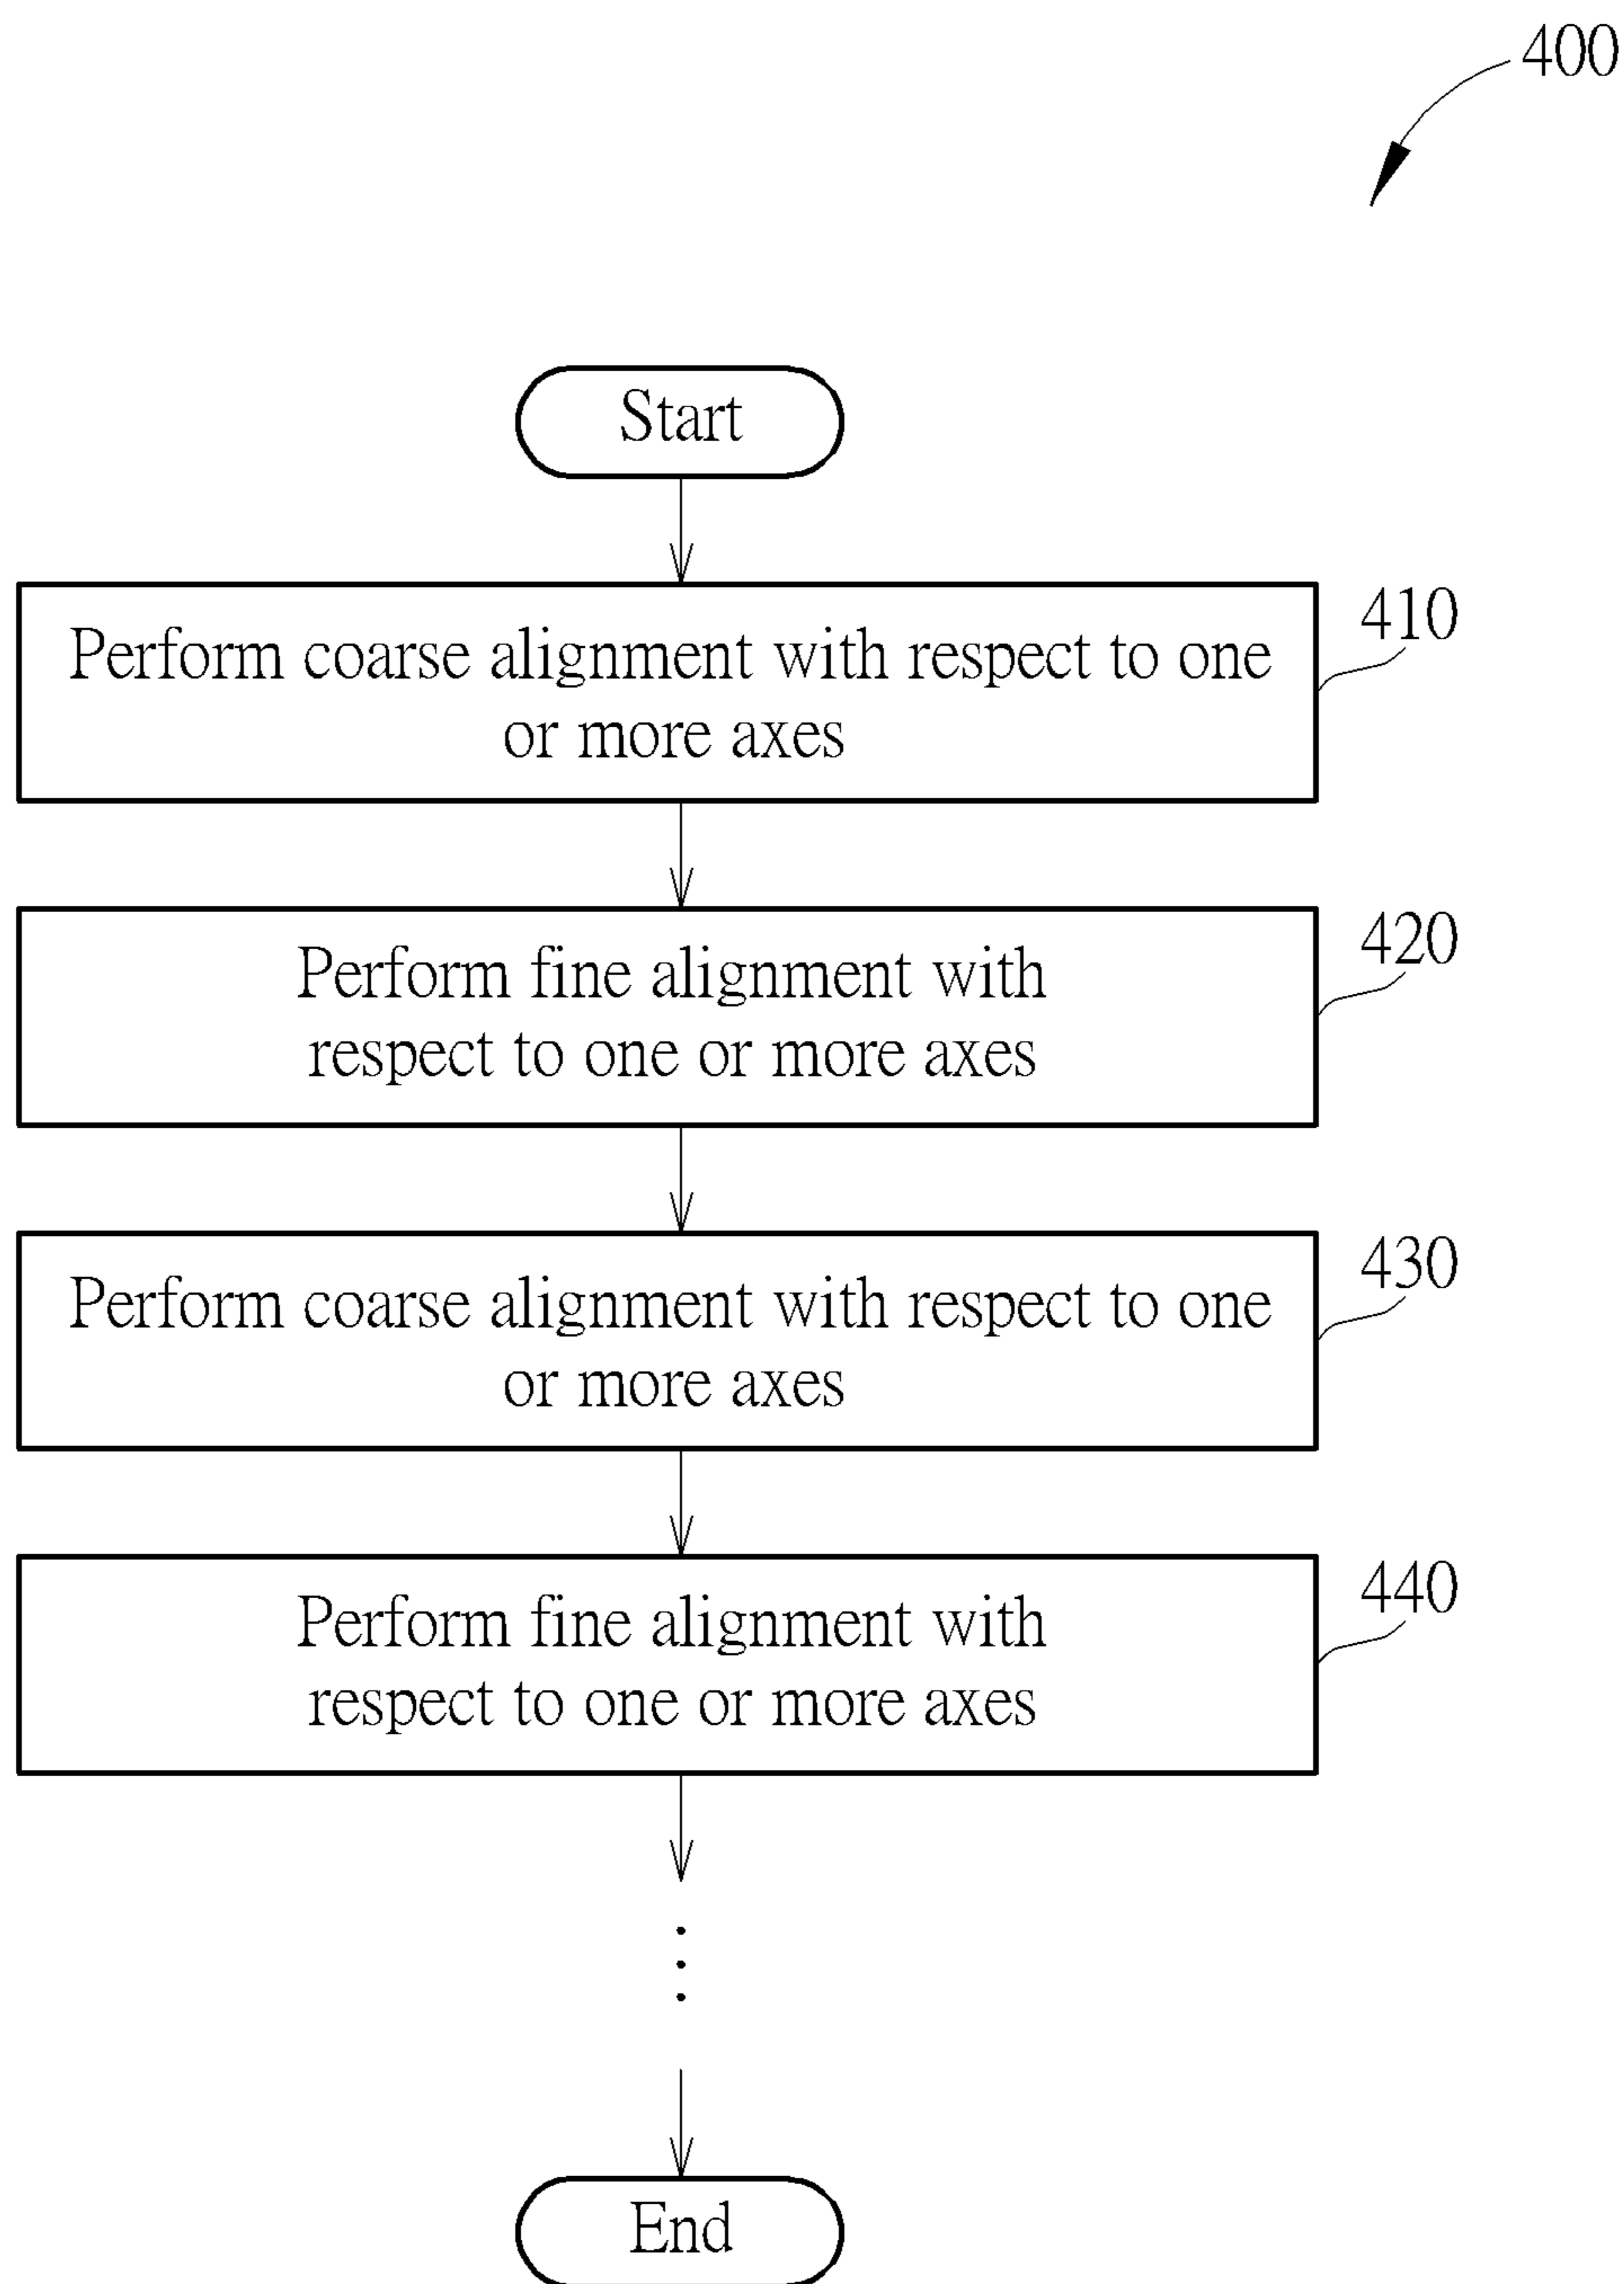 400
Start
410
Perform coarse alignment with respect to one
or more axes
420
Perform fine alignment with
respect to one or more axes
430
Perform coarse alignment with respect to one
or more axes
440
Perform fine alignment with
respect to one or more axes
End